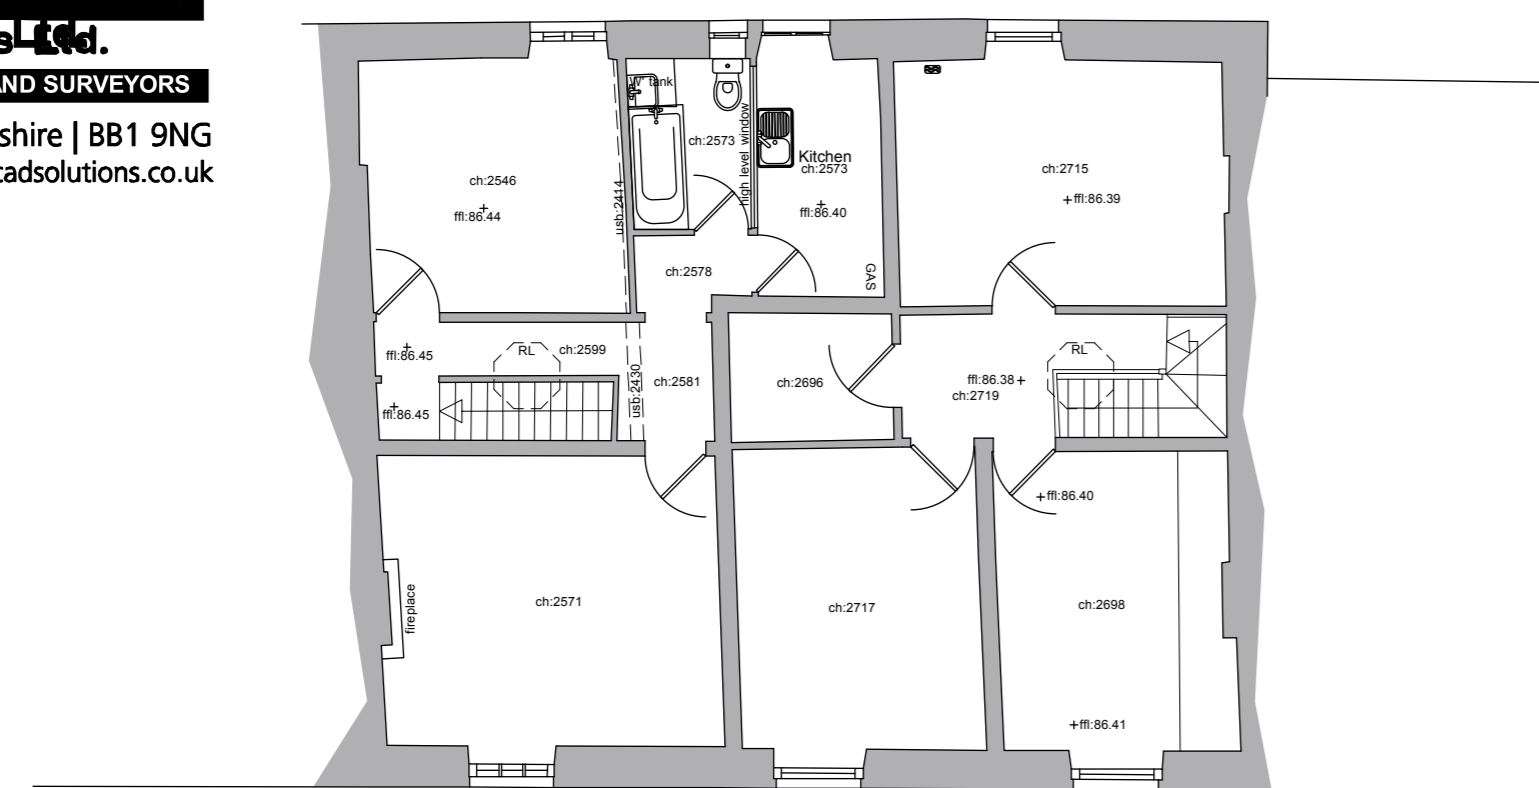 s Ltd.
AND SURVEYORS
shire | BB1 9NG
cadsolutions.co.uk
W' tank
ch:2573
high level window
Kitchen
ch:2573
ffl:86.40
GAS
ch:2546
ffl:86.44
usb:2414
ch:2715
ffl:86.39
ch:2578
ffl:86.45
RL
ch:2599
usb:2430
ch:2581
ffl:86.45
ch:2696
ffl:86.38
ch:2719
RL
ffl:86.40
fireplace
ch:2571
ch:2717
ch:2698
ffl:86.41